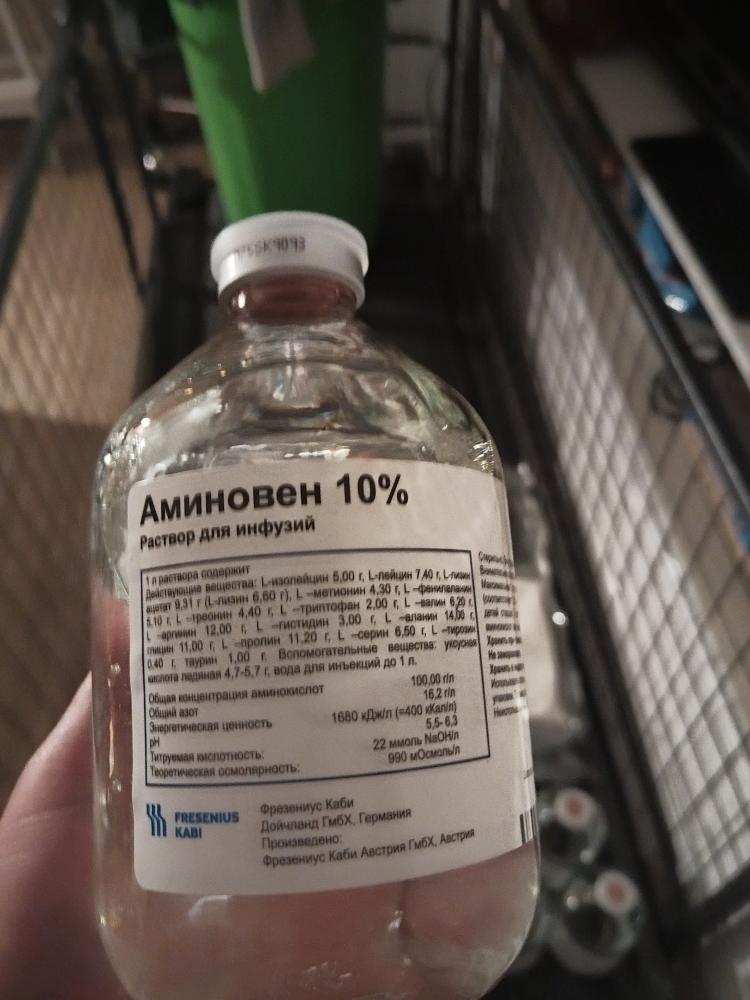 Аминовен 10%
Раствор для инфузий
1 л раствора содержит
Действующие вещества: L-изолейцин 5,00 г, L-лейцин 7,40 г, L-лизин
ацетат 9,31 г (L-лизин 6,60 г), L –метионин 4,30 г, L –фенилаланин
5,10 г, L –треонин 4,40 г, L –триптофан 2,00 г, L –валин 6,20 г,
L –аргинин 12,00 г, L –гистидин 3,00 г, L –аланин 14,00 г,
глицин 11,00 г, L –пролин 11,20 г, L –серин 6,50 г, L –тирозин
0,40 г, таурин 1,00 г. Вспомогательные вещества: уксусная
кислота ледяная 4,7-5,7 г, вода для инъекций до 1 л.
Общая концентрация аминокислот 100,00 г/л
Общий азот 16,2 г/л
Энергетическая ценность 1680 кДж/л (=400 кКал/л)
pH 5,5- 6,3
Титруемая кислотность: 22 ммоль NaOH/л
Теоретическая осмолярность: 990 мОсмоль/л
FRESENIUS
KABI
Фрезениус Каби
Дойчланд ГмбХ, Германия
Произведено:
Фрезениус Каби Австрия ГмбХ, Австрия